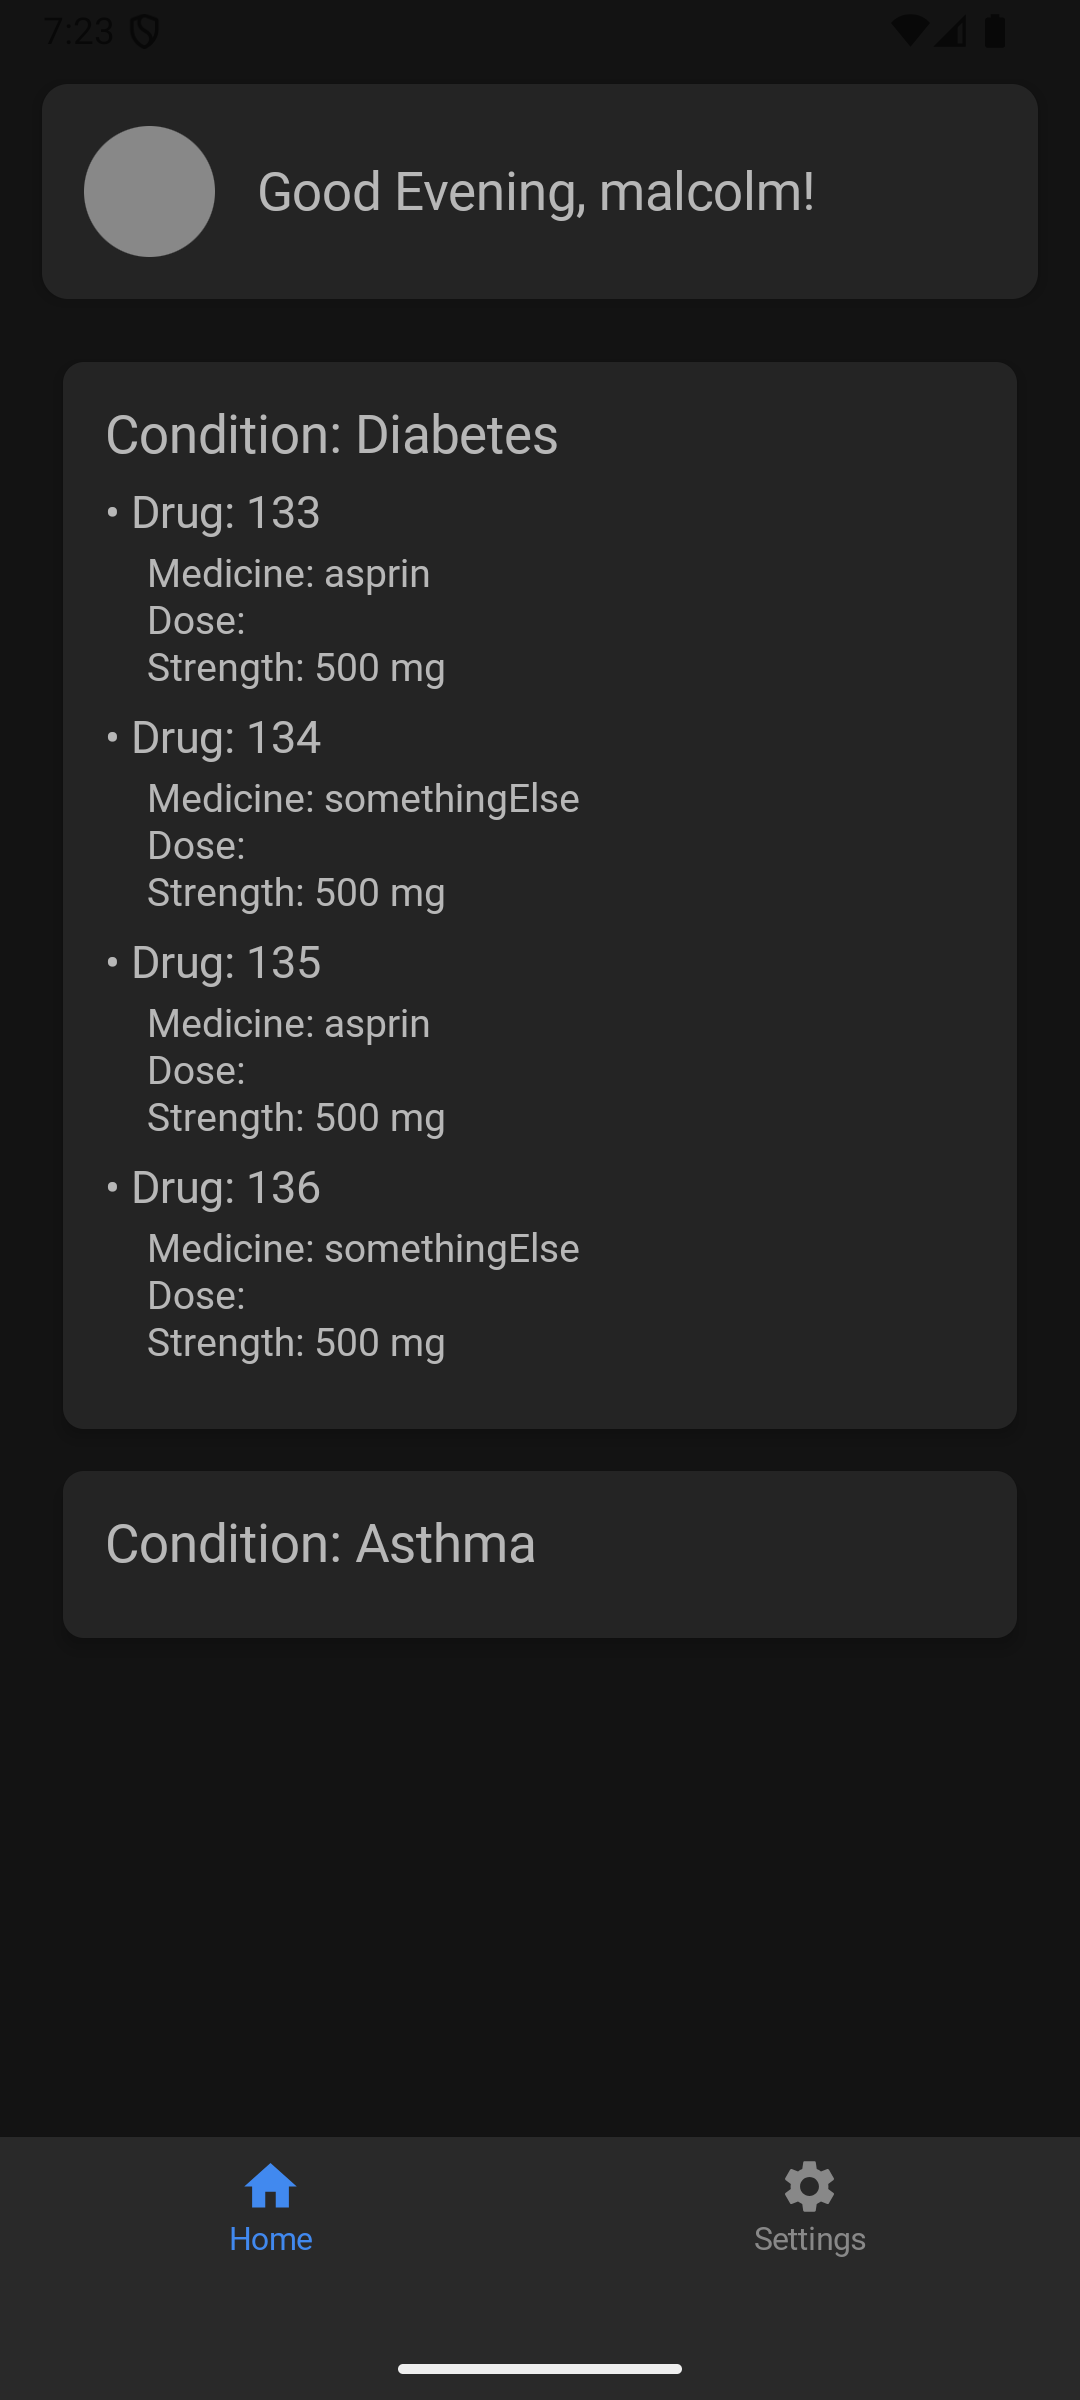 7:23
Good Evening, malcolm!
Condition: Diabetes
• Drug: 133
Medicine: asprin
Dose:
Strength: 500 mg
• Drug: 134
Medicine: somethingElse
Dose:
Strength: 500 mg
• Drug: 135
Medicine: asprin
Dose:
Strength: 500 mg
• Drug: 136
Medicine: somethingElse
Dose:
Strength: 500 mg
Condition: Asthma
Home
Settings